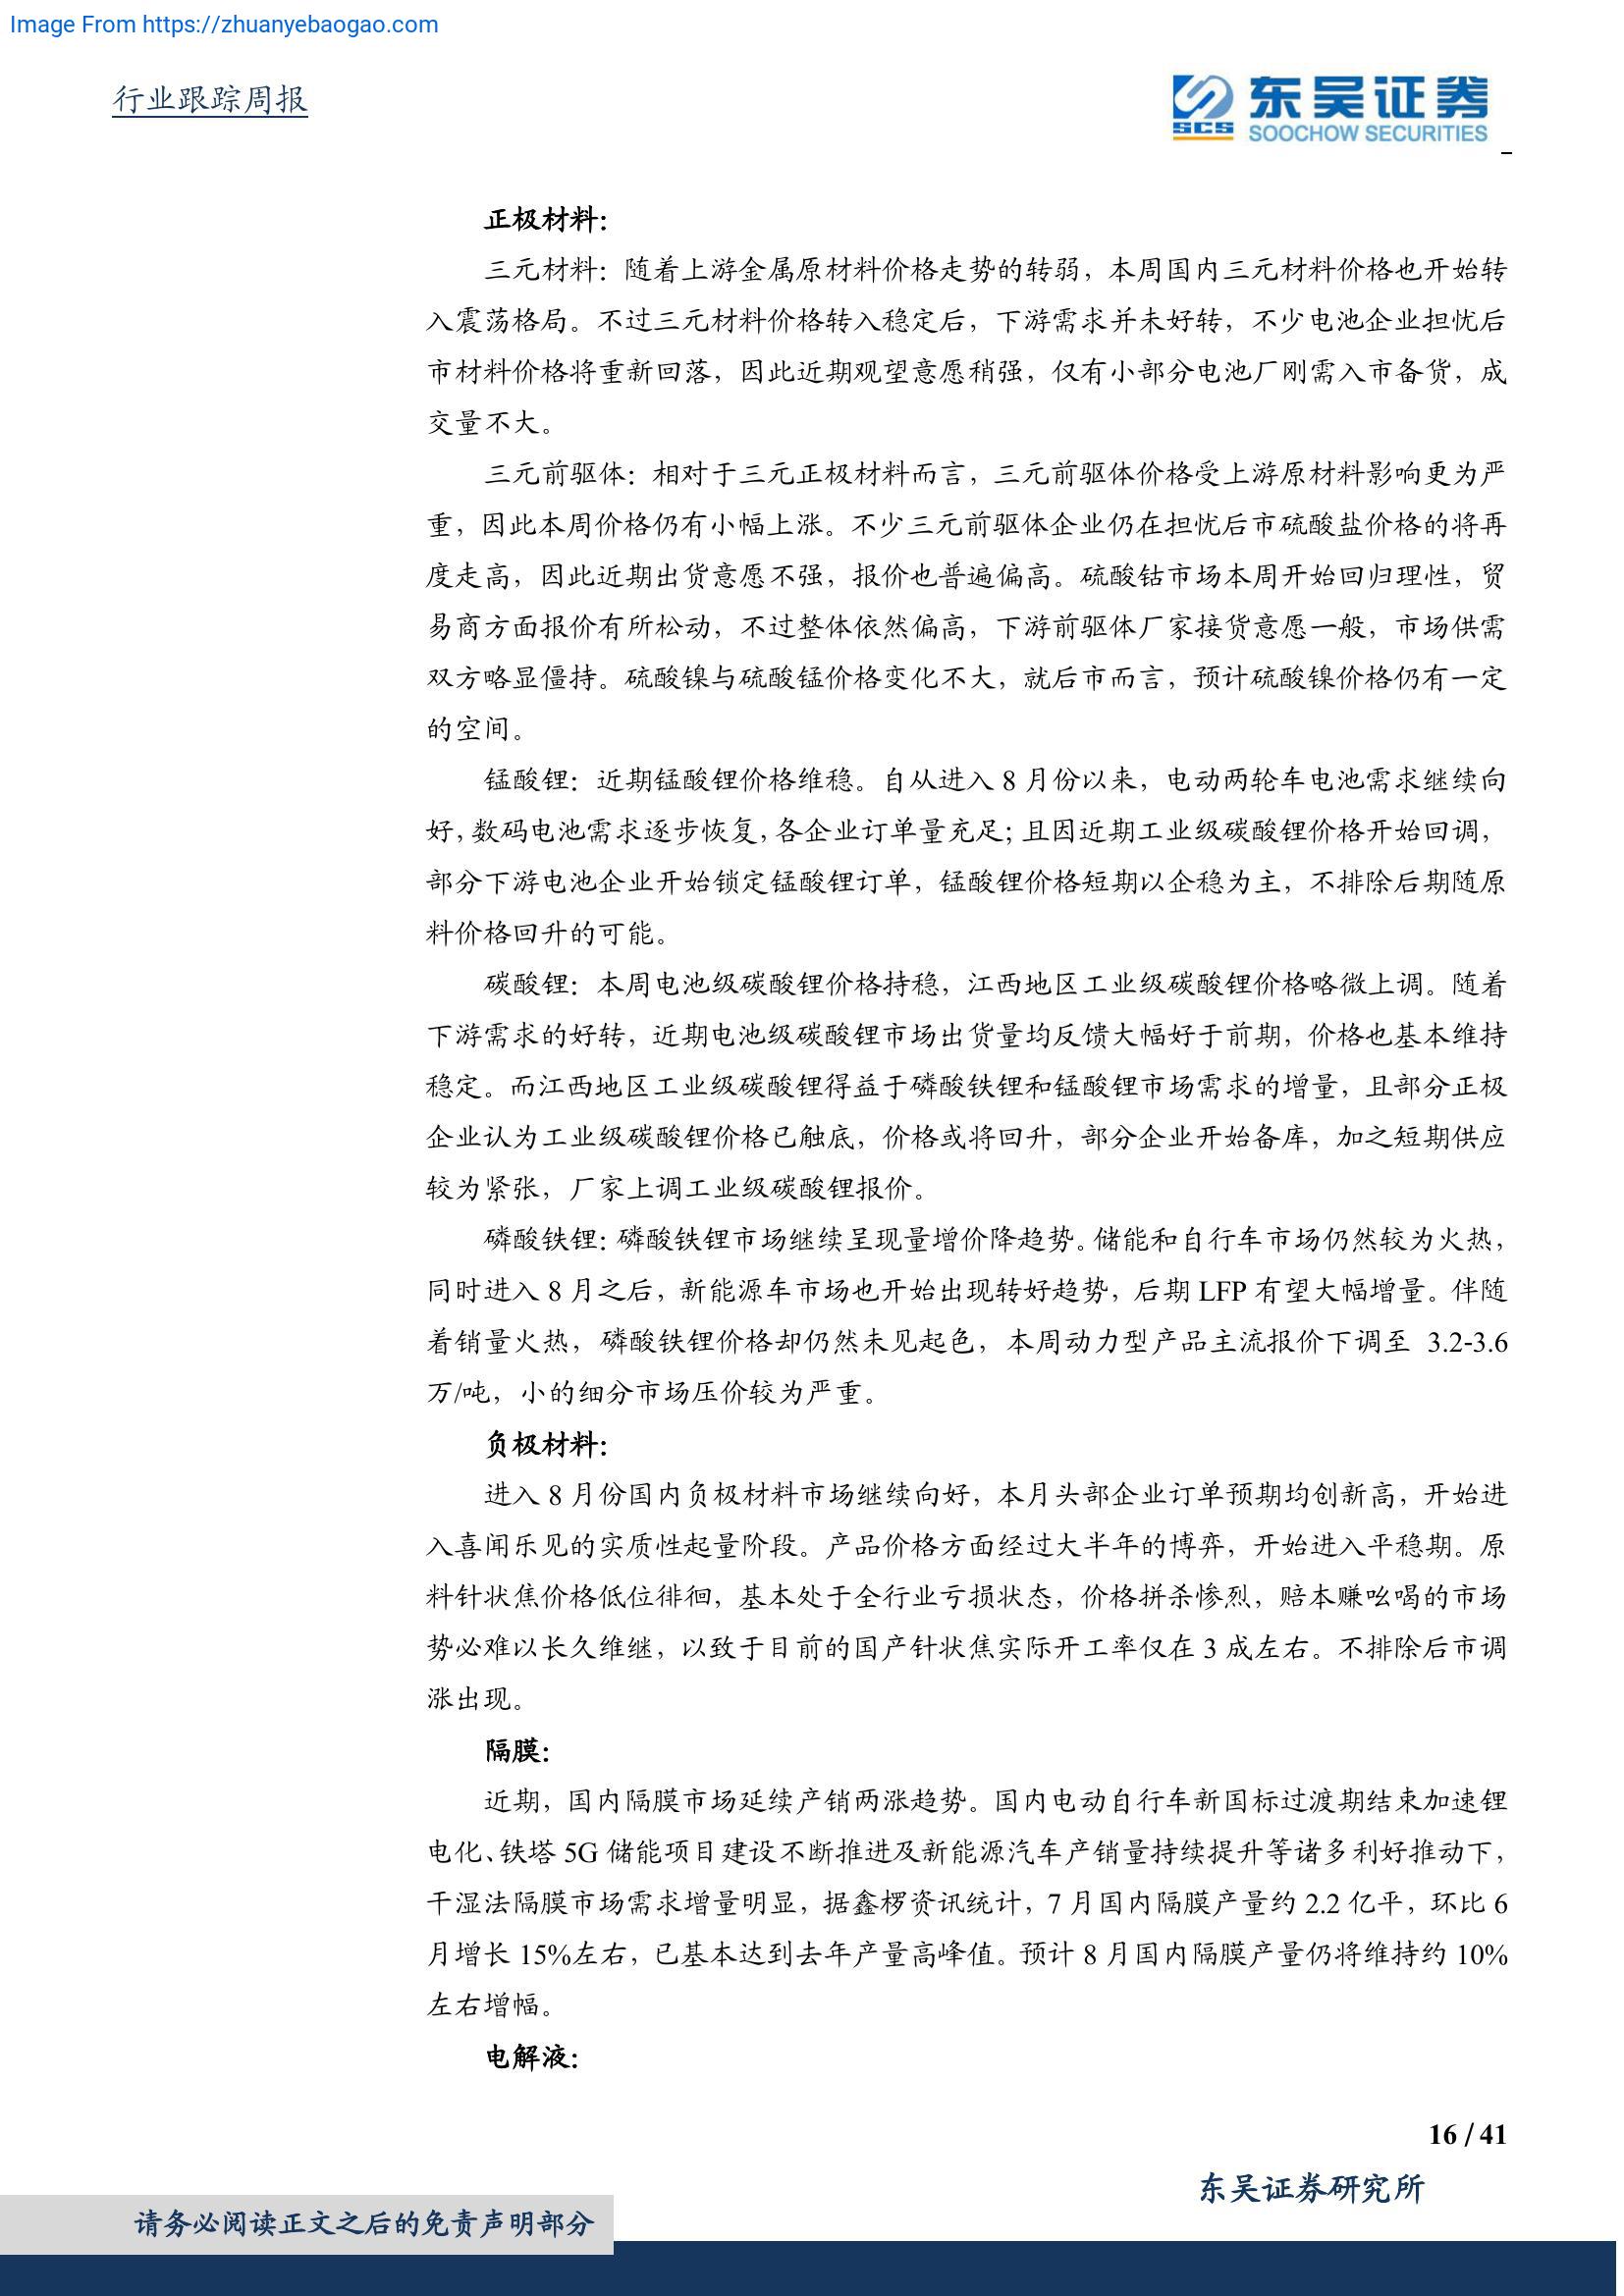 Image From https://zhuanyebaogao.com
行业跟踪周报
东吴证券
SCS
SOOCHOW SECURITIES
正极材料：
三元材料：随着上游金属原材料价格走势的转弱，本周国内三元材料价格也开始转
入震荡格局。不过三元材料价格转入稳定后，下游需求并未好转，不少电池企业担忧后
市材料价格将重新回落，因此近期观望意愿稍强，仅有小部分电池厂刚需入市备货，成
交量不大。
三元前驱体：相对于三元正极材料而言，三元前驱体价格受上游原材料影响更为严
重，因此本周价格仍有小幅上涨。不少三元前驱体企业仍在担忧后市硫酸盐价格的将再
度走高，因此近期出货意愿不强，报价也普遍偏高。硫酸钴市场本周开始回归理性，贸
易商方面报价有所松动，不过整体依然偏高，下游前驱体厂家接货意愿一般，市场供需
双方略显僵持。硫酸镍与硫酸锰价格变化不大，就后市而言，预计硫酸镍价格仍有一定
的空间。
锰酸锂：近期锰酸锂价格维稳。自从进入 8 月份以来，电动两轮车电池需求继续向
好，数码电池需求逐步恢复，各企业订单量充足；且因近期工业级碳酸锂价格开始回调，
部分下游电池企业开始锁定锰酸锂订单，锰酸锂价格短期以企稳为主，不排除后期随原
料价格回升的可能。
碳酸锂：本周电池级碳酸锂价格持稳，江西地区工业级碳酸锂价格略微上调。随着
下游需求的好转，近期电池级碳酸锂市场出货量均反馈大幅好于前期，价格也基本维持
稳定。而江西地区工业级碳酸锂得益于磷酸铁锂和锰酸锂市场需求的增量，且部分正极
企业认为工业级碳酸锂价格已触底，价格或将回升，部分企业开始备库，加之短期供应
较为紧张，厂家上调工业级碳酸锂报价。
磷酸铁锂：磷酸铁锂市场继续呈现量增价降趋势。储能和自行车市场仍然较为火热，
同时进入 8 月之后，新能源车市场也开始出现转好趋势，后期 LFP 有望大幅增量。伴随
着销量火热，磷酸铁锂价格却仍然未见起色，本周动力型产品主流报价下调至 3.2-3.6
万/吨，小的细分市场压价较为严重。
负极材料：
进入 8 月份国内负极材料市场继续向好，本月头部企业订单预期均创新高，开始进
入喜闻乐见的实质性起量阶段。产品价格方面经过大半年的博弈，开始进入平稳期。原
料针状焦价格低位徘徊，基本处于全行业亏损状态，价格拼杀惨烈，赔本赚吆喝的市场
势必难以长久维继，以致于目前的国产针状焦实际开工率仅在 3 成左右。不排除后市调
涨出现。
隔膜：
近期，国内隔膜市场延续产销两涨趋势。国内电动自行车新国标过渡期结束加速锂
电化、铁塔 5G 储能项目建设不断推进及新能源汽车产销量持续提升等诸多利好推动下，
干湿法隔膜市场需求增量明显，据鑫椤资讯统计，7 月国内隔膜产量约 2.2 亿平，环比 6
月增长 15%左右，已基本达到去年产量高峰值。预计 8 月国内隔膜产量仍将维持约 10%
左右增幅。
电解液：
16 / 41
东吴证券研究所
请务必阅读正文之后的免责声明部分